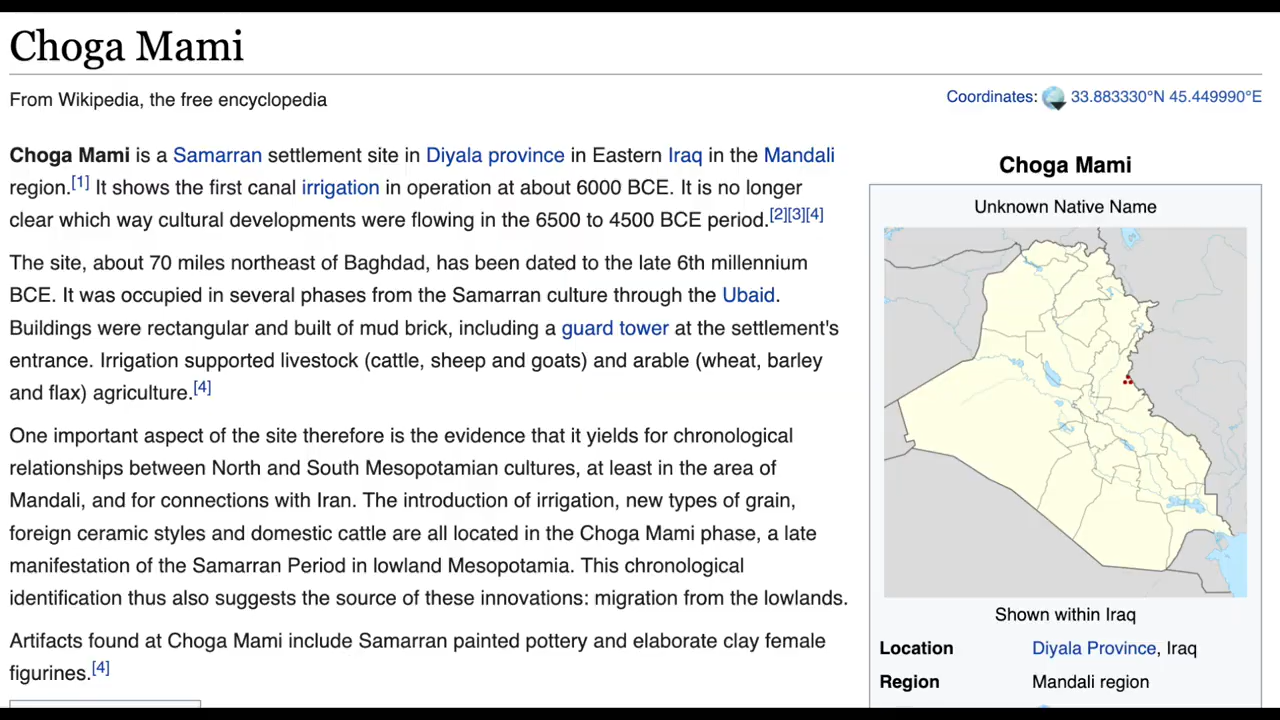 Choga Mami
From Wikipedia, the free encyclopedia
Coordinates: 33.883330°N 45.449990°E
Choga Mami is a Samarran settlement site in Diyala province in Eastern Iraq in the Mandali
region.[1] It shows the first canal irrigation in operation at about 6000 BCE. It is no longer
clear which way cultural developments were flowing in the 6500 to 4500 BCE period.[2][3][4]
The site, about 70 miles northeast of Baghdad, has been dated to the late 6th millennium
BCE. It was occupied in several phases from the Samarran culture through the Ubaid.
Buildings were rectangular and built of mud brick, including a guard tower at the settlement's
entrance. Irrigation supported livestock (cattle, sheep and goats) and arable (wheat, barley
and flax) agriculture.[4]
One important aspect of the site therefore is the evidence that it yields for chronological
relationships between North and South Mesopotamian cultures, at least in the area of
Mandali, and for connections with Iran. The introduction of irrigation, new types of grain,
foreign ceramic styles and domestic cattle are all located in the Choga Mami phase, a late
manifestation of the Samarran Period in lowland Mesopotamia. This chronological
identification thus also suggests the source of these innovations: migration from the lowlands.
Artifacts found at Choga Mami include Samarran painted pottery and elaborate clay female
figurines.[4]
Choga Mami
Unknown Native Name
Shown within Iraq
Location Diyala Province, Iraq
Region Mandali region